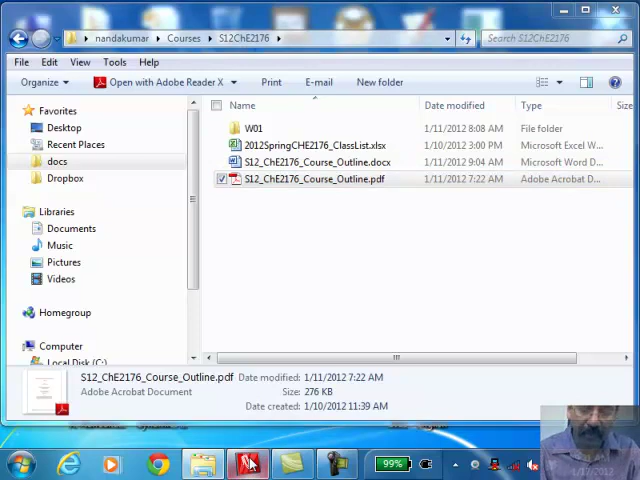 nandakumar Courses S12ChE2176 Search S12ChE2176
File Edit View Tools Help
Organize Open with Adobe Reader X Print E-mail New folder
Favorites
Desktop
Recent Places
docs
Dropbox
Libraries
Documents
Music
Pictures
Videos
Homegroup
Computer
Local Disk (C:)
Name Date modified Type Size
W01 1/11/2012 8:08 AM File folder
2012SpringCHE2176_ClassList.xlsx 1/10/2012 3:00 PM Microsoft Excel W...
S12_ChE2176_Course_Outline.docx 1/11/2012 9:04 AM Microsoft Word D...
S12_ChE2176_Course_Outline.pdf 1/11/2012 7:22 AM Adobe Acrobat D...
S12_ChE2176_Course_Outline.pdf Date modified: 1/11/2012 7:22 AM
Adobe Acrobat Document Size: 276 KB
Date created: 1/10/2012 11:39 AM
99%
1/17/2012